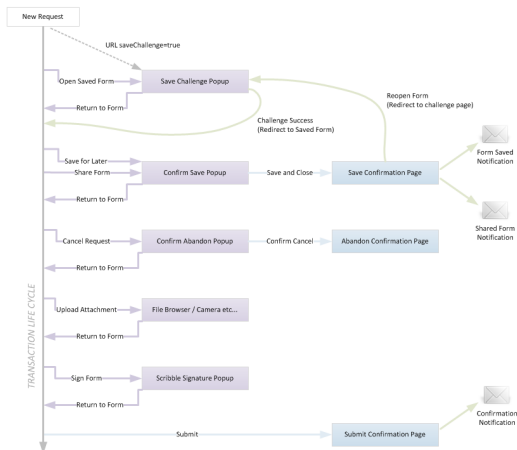 New Request
URL saveChallenge=true
Open Saved Form
Save Challenge Popup
Reopen Form
(Redirect to challenge page)
Return to Form
Challenge Success
(Redirect to Saved Form)
Form Saved
Notification
Save for Later
Share Form
Confirm Save Popup
Save and Close
Save Confirmation Page
Return to Form
Shared Form
Notification
Cancel Request
Confirm Abandon Popup
Confirm Cancel
Abandon Confirmation Page
Return to Form
TRANSACTION LIFE CYCLE
Upload Attachment
File Browser / Camera etc...
Return to Form
Sign Form
Scribble Signature Popup
Return to Form
Confirmation
Notification
Submit
Submit Confirmation Page